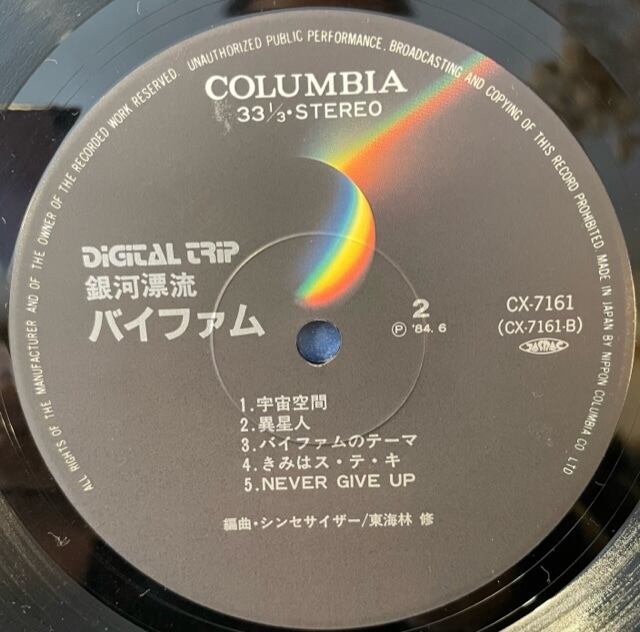 ALL RIGHTS OF THE MANUFACTURER AND OF THE OWNER OF THE RECORDED WORK RESERVED. UNAUTHORIZED PUBLIC PERFORMANCE. BROADCASTING AND COPYING OF THIS RECORD PROHIBITED. MADE IN JAPAN BY NIPPON COLUMBIA CO LTD
COLUMBIA
33⅓・STEREO
DiGiTAL TRiP
銀河漂流
バイファム
2
Ⓟ '84. 6
CX-7161
(CX-7161-B)
JASRAC
1.宇宙空間
2.異星人
3.バイファムのテーマ
4.きみはス・テ・キ
5.NEVER GIVE UP
編曲・シンセサイザー/東海林 修